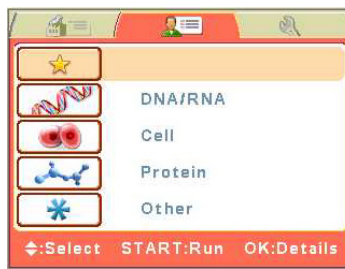 DNA/RNA
Cell
Protein
Other
:Select START:Run OK:Details